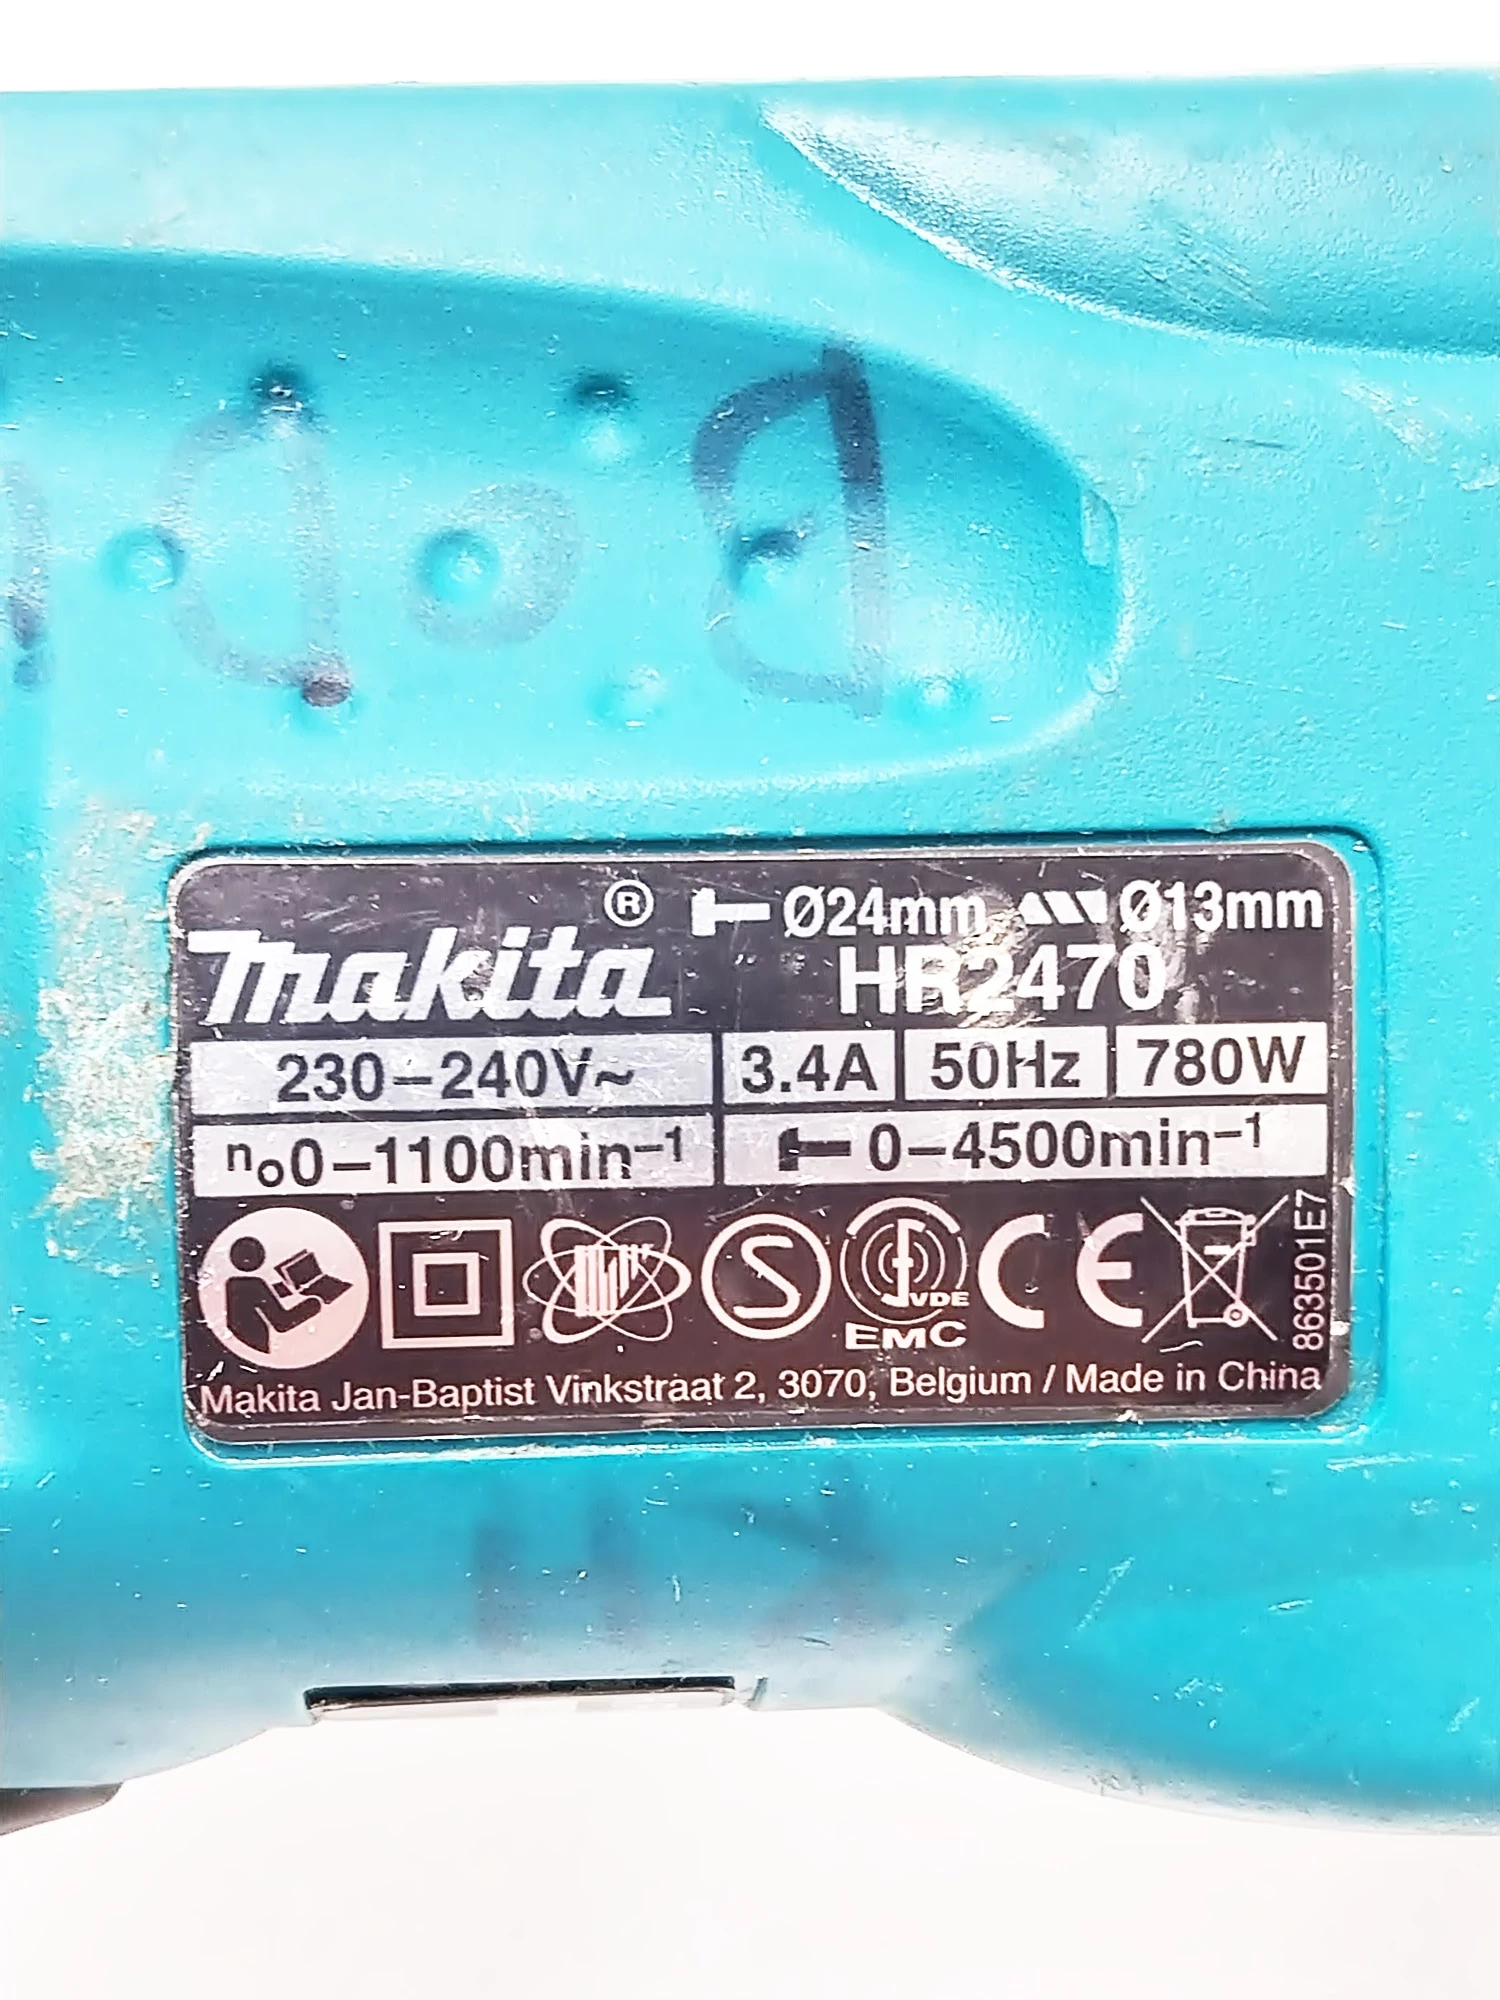 makita® Ø24mm Ø13mm
HR2470
230–240V~ 3.4A 50Hz 780W
n₀0–1100min⁻¹ 0–4500min⁻¹
S VDE CE
EMC
863501E7
Makita Jan-Baptist Vinkstraat 2, 3070, Belgium / Made in China